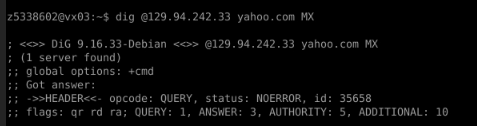 z5338602@vx03:~$ dig @129.94.242.33 yahoo.com MX
; <<>> DiG 9.16.33-Debian <<>> @129.94.242.33 yahoo.com MX
; (1 server found)
;; global options: +cmd
;; Got answer:
;; ->>HEADER<<- opcode: QUERY, status: NOERROR, id: 35658
;; flags: qr rd ra; QUERY: 1, ANSWER: 3, AUTHORITY: 5, ADDITIONAL: 10